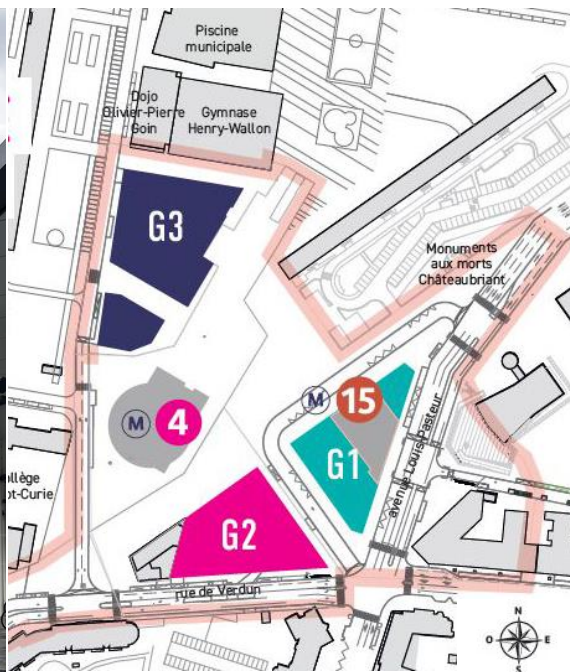 Piscine
municipale
Dojo
Olivier-Pierre
Goin
Gymnase
Henry-Wallon
G3
Monuments
aux morts
Châteaubriant
M 4
M 15
G1
avenue Louis Pasteur
ollège
ot-Curie
G2
rue de Verdun
N
O E
S